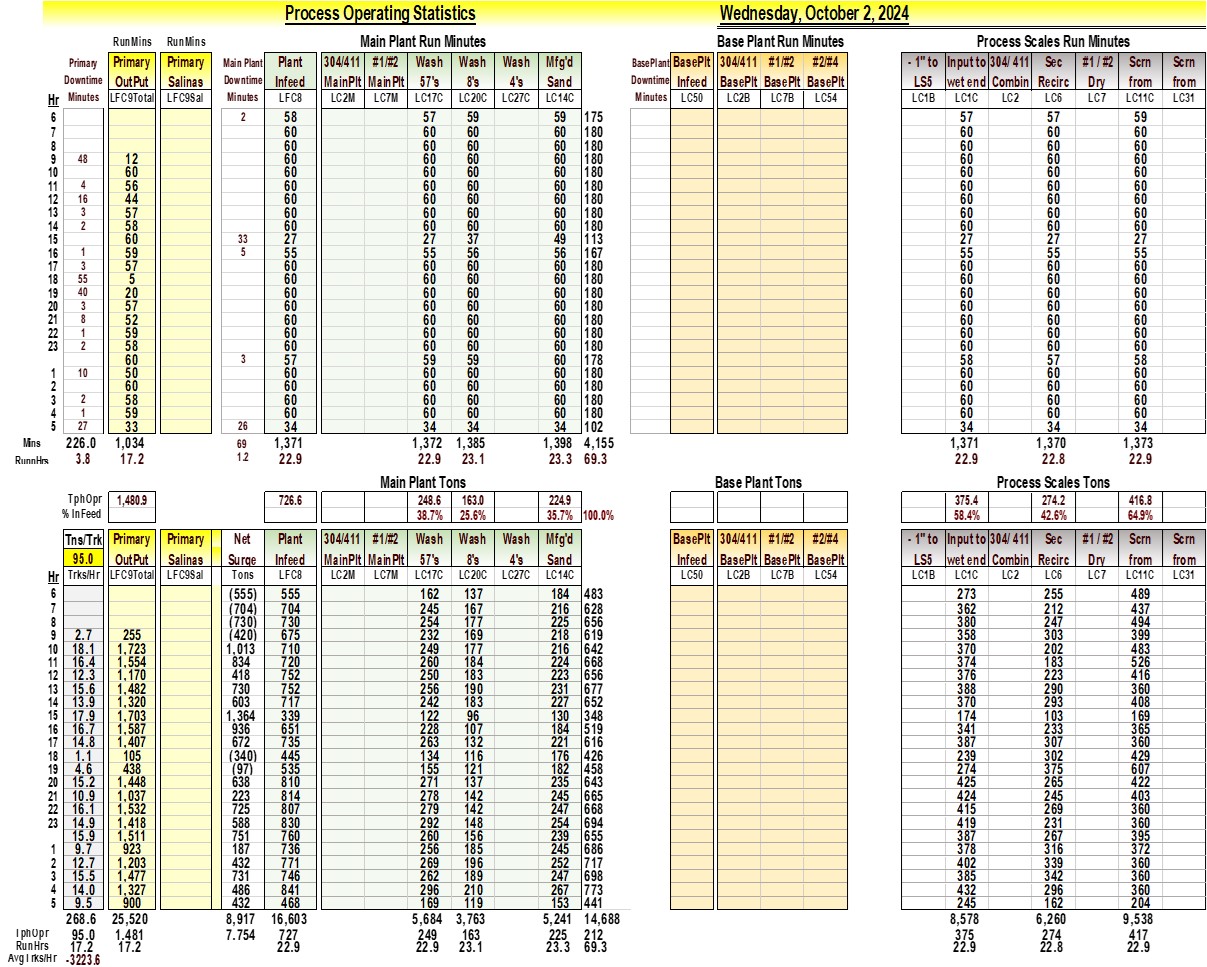 Process Operating Statistics Wednesday, October 2, 2024
RunMins RunMins Main Plant Run Minutes Base Plant Run Minutes Process Scales Run Minutes
Primary Primary Primary Main Plant Plant 304/411 #1/#2 Wash Wash Wash Mfg'd BasePlant BasePlt 304/411 #1/#2 #2/#4 - 1" to Input to 304/ 411 Sec #1 / #2 Scrn Scrn
Downtime OutPut Salinas Downtime Infeed MainPlt MainPlt 57's 8's 4's Sand Downtime Infeed BasePlt BasePlt BasePlt LS5 wet end Combin Recirc Dry from from
Hr Minutes LFC9Total LFC9Sal Minutes LFC8 LC2M LC7M LC17C LC20C LC27C LC14C Minutes LC50 LC2B LC7B LC54 LC1B LC1C LC2 LC6 LC7 LC11C LC31
6 2 58 57 59 59 175 57 57 59
7 60 60 60 60 180 60 60 60
8 60 60 60 60 180 60 60 60
9 48 12 60 60 60 60 180 60 60 60
10 60 60 60 60 60 180 60 60 60
11 4 56 60 60 60 60 180 60 60 60
12 16 44 60 60 60 60 180 60 60 60
13 3 57 60 60 60 60 180 60 60 60
14 2 58 60 60 60 60 180 60 60 60
15 60 33 27 27 37 49 113 27 27 27
16 1 59 5 55 55 56 56 167 55 55 55
17 3 57 60 60 60 60 180 60 60 60
18 55 5 60 60 60 60 180 60 60 60
19 40 20 60 60 60 60 180 60 60 60
20 3 57 60 60 60 60 180 60 60 60
21 8 52 60 60 60 60 180 60 60 60
22 1 59 60 60 60 60 180 60 60 60
23 2 58 60 60 60 60 180 60 60 60
60 3 57 59 59 60 178 58 57 58
1 10 50 60 60 60 60 180 60 60 60
2 60 60 60 60 60 180 60 60 60
3 2 58 60 60 60 60 180 60 60 60
4 1 59 60 60 60 60 180 60 60 60
5 27 33 26 34 34 34 34 102 34 34 34
Mins 226.0 1,034 69 1,371 1,372 1,385 1,398 4,155 1,371 1,370 1,373
RunnHrs 3.8 17.2 1.2 22.9 22.9 23.1 23.3 69.3 22.9 22.8 22.9
Main Plant Tons Base Plant Tons Process Scales Tons
TphOpr 1,480.9 726.6 248.6 163.0 224.9 375.4 274.2 416.8
% InFeed 38.7% 25.6% 35.7% 100.0% 58.4% 42.6% 64.9%
Tns/Trk Primary Primary Net Plant 304/411 #1/#2 Wash Wash Wash Mfg'd BasePlt 304/411 #1/#2 #2/#4 - 1" to Input to 304/ 411 Sec #1 / #2 Scrn Scrn
95.0 OutPut Salinas Surge Infeed MainPlt MainPlt 57's 8's 4's Sand Infeed BasePlt BasePlt BasePlt LS5 wet end Combin Recirc Dry from from
Hr Trks/Hr LFC9Total LFC9Sal Tons LFC8 LC2M LC7M LC17C LC20C LC27C LC14C LC50 LC2B LC7B LC54 LC1B LC1C LC2 LC6 LC7 LC11C LC31
6 (555) 555 162 137 184 483 273 255 489
7 (704) 704 245 167 216 628 362 212 437
8 (730) 730 254 177 225 656 380 247 494
9 2.7 255 (420) 675 232 169 218 619 358 303 399
10 18.1 1,723 1,013 710 249 177 216 642 370 202 483
11 16.4 1,554 834 720 260 184 224 668 374 183 526
12 12.3 1,170 418 752 250 183 223 656 376 223 416
13 15.6 1,482 730 752 256 190 231 677 388 290 360
14 13.9 1,320 603 717 242 183 227 652 370 293 408
15 17.9 1,703 1,364 339 122 96 130 348 174 103 169
16 16.7 1,587 936 651 228 107 184 519 341 233 365
17 14.8 1,407 672 735 263 132 221 616 387 307 360
18 1.1 105 (340) 445 134 116 176 426 239 302 429
19 4.6 438 (97) 535 155 121 182 458 274 375 607
20 15.2 1,448 638 810 271 137 235 643 425 265 422
21 10.9 1,037 223 814 278 142 245 665 424 245 403
22 16.1 1,532 725 807 279 142 247 668 415 269 360
23 14.9 1,418 588 830 292 148 254 694 419 231 360
15.9 1,511 751 760 260 156 239 655 387 267 395
1 9.7 923 187 736 256 185 245 686 378 316 372
2 12.7 1,203 432 771 269 196 252 717 402 339 360
3 15.5 1,477 731 746 262 189 247 698 385 342 360
4 14.0 1,327 486 841 296 210 267 773 432 296 360
5 9.5 900 432 468 169 119 153 441 245 162 204
268.6 25,520 8,917 16,603 5,684 3,763 5,241 14,688 8,578 6,260 9,538
TphOpr 95.0 1.481 7.754 727 249 163 225 212 375 274 417
RunHrs 17.2 17.2 22.9 22.9 23.1 23.3 69.3 22.9 22.8 22.9
AvgTrks/Hr -3223.6